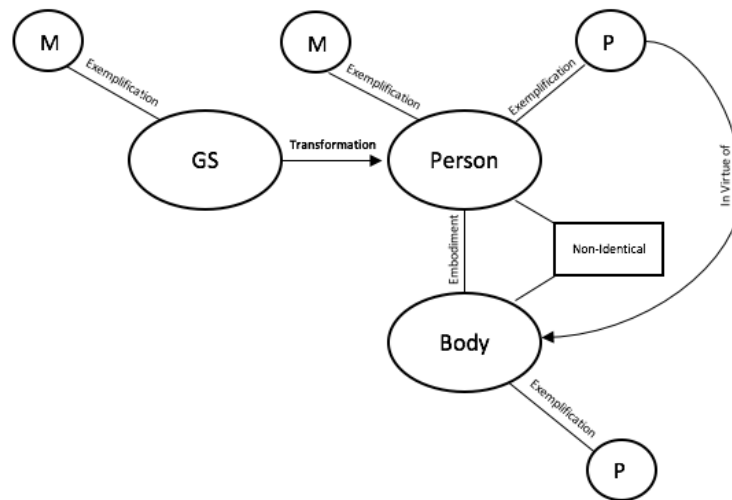 M
M
P
Exemplification
Exemplification
Exemplification
GS
Transformation
Person
In Virtue of
Embodiment
Non-Identical
Body
Exemplification
P